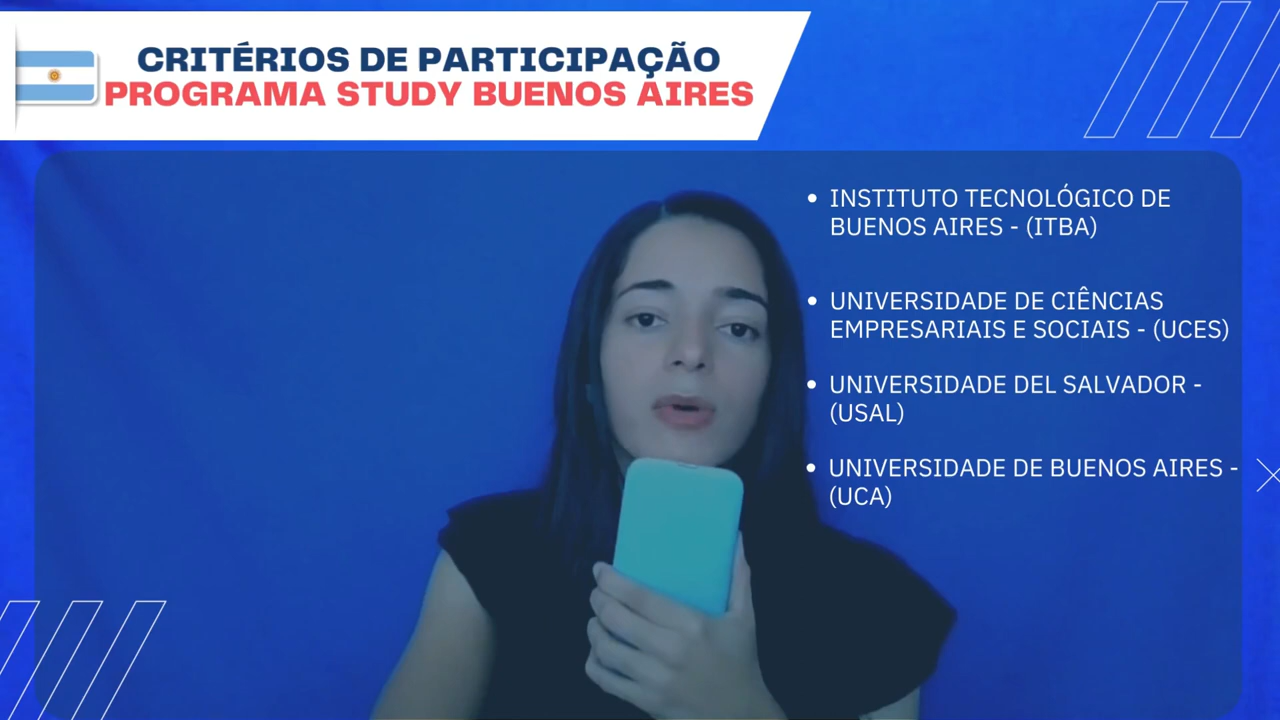 CRITÉRIOS DE PARTICIPAÇÃO
PROGRAMA STUDY BUENOS AIRES
• INSTITUTO TECNOLÓGICO DE
BUENOS AIRES - (ITBA)
• UNIVERSIDADE DE CIÊNCIAS
EMPRESARIAIS E SOCIAIS - (UCES)
• UNIVERSIDADE DEL SALVADOR -
(USAL)
• UNIVERSIDADE DE BUENOS AIRES -
(UCA)